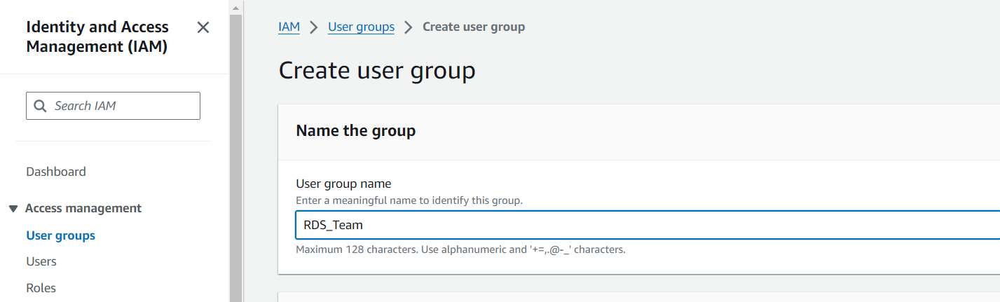 Identity and Access
Management (IAM)
Search IAM
Dashboard
Access management
User groups
Users
Roles
IAM > User groups > Create user group
Create user group
Name the group
User group name
Enter a meaningful name to identify this group.
RDS_Team
Maximum 128 characters. Use alphanumeric and '+=,.@-_' characters.